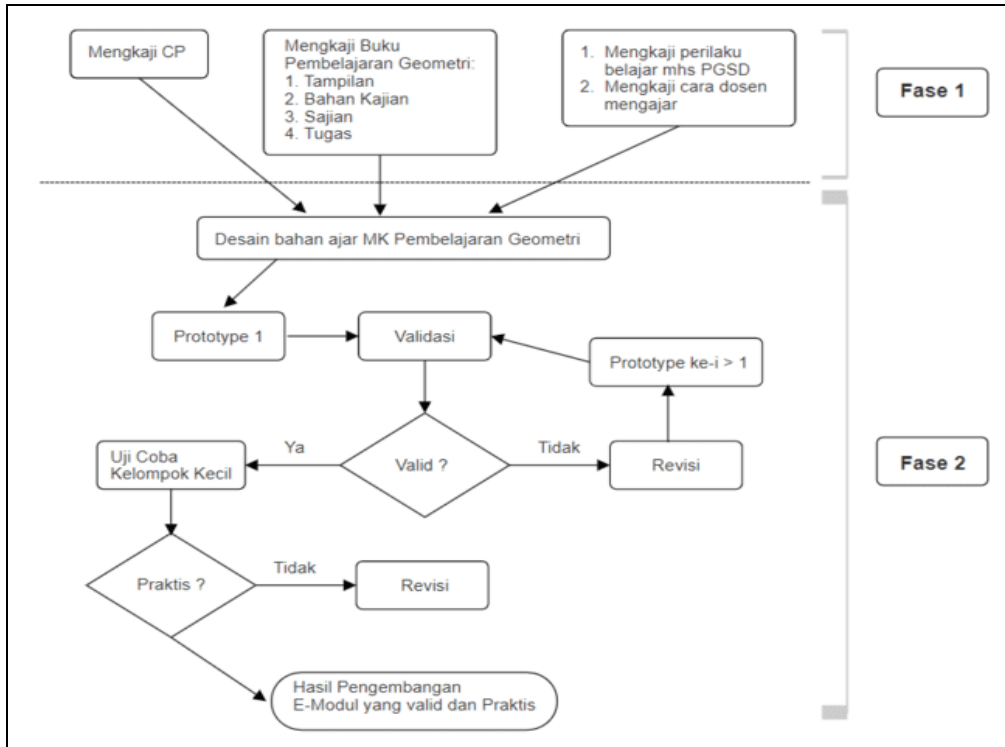 Mengkaji CP
Mengkaji Buku
Pembelajaran Geometri:
1. Tampilan
2. Bahan Kajian
3. Sajian
4. Tugas
1. Mengkaji perilaku
belajar mhs PGSD
2. Mengkaji cara dosen
mengajar
Fase 1
Desain bahan ajar MK Pembelajaran Geometri
Prototype 1
Validasi
Prototype ke-i > 1
Uji Coba
Kelompok Kecil
Ya
Valid ?
Tidak
Revisi
Fase 2
Praktis ?
Tidak
Revisi
Hasil Pengembangan
E-Modul yang valid dan Praktis